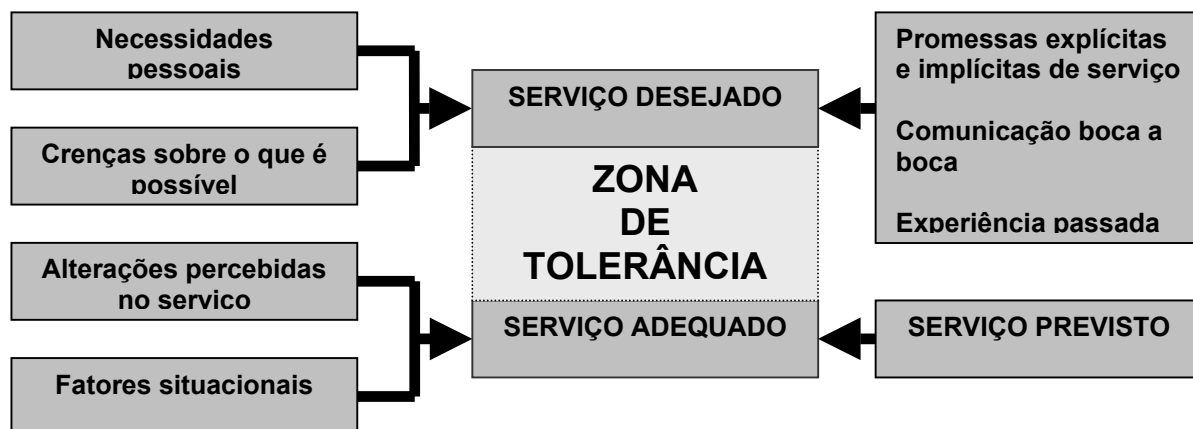 Necessidades
pessoais
Crenças sobre o que é
possível
Alterações percebidas
no servico
Fatores situacionais
SERVIÇO DESEJADO
ZONA
DE
TOLERÂNCIA
SERVIÇO ADEQUADO
Promessas explícitas
e implícitas de serviço
Comunicação boca a
boca
Experiência passada
SERVIÇO PREVISTO